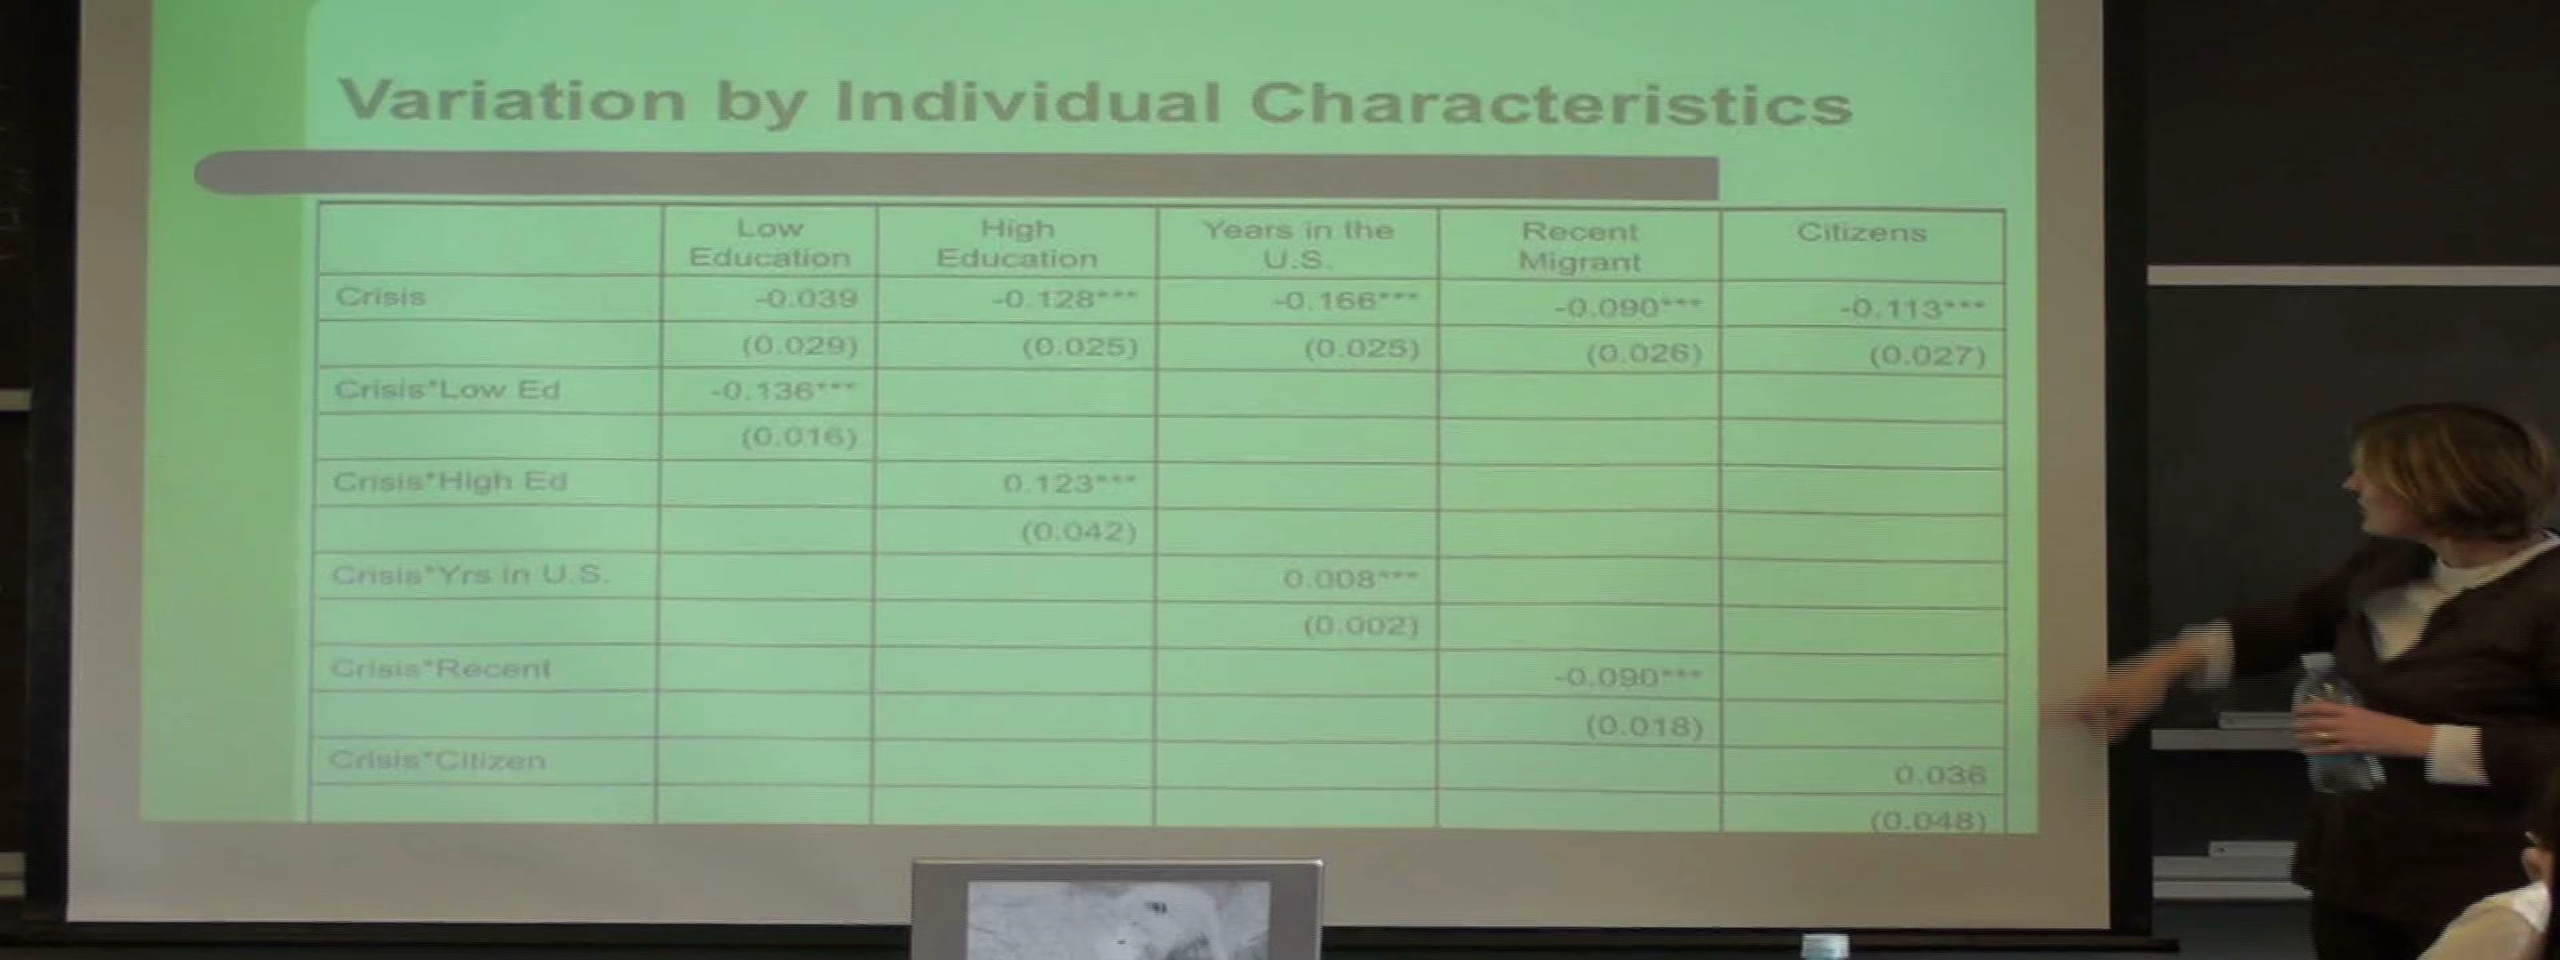 Variation by Individual Characteristics
Low Education High Education Years in the U.S. Recent Migrant Citizens
Crisis -0.039 -0.128*** -0.166*** -0.090*** -0.113***
(0.029) (0.025) (0.025) (0.026) (0.027)
Crisis*Low Ed -0.136***
(0.016)
Crisis*High Ed 0.123***
(0.042)
Crisis*Yrs in U.S. 0.008***
(0.002)
Crisis*Recent -0.090***
(0.018)
Crisis*Citizen 0.036
(0.048)